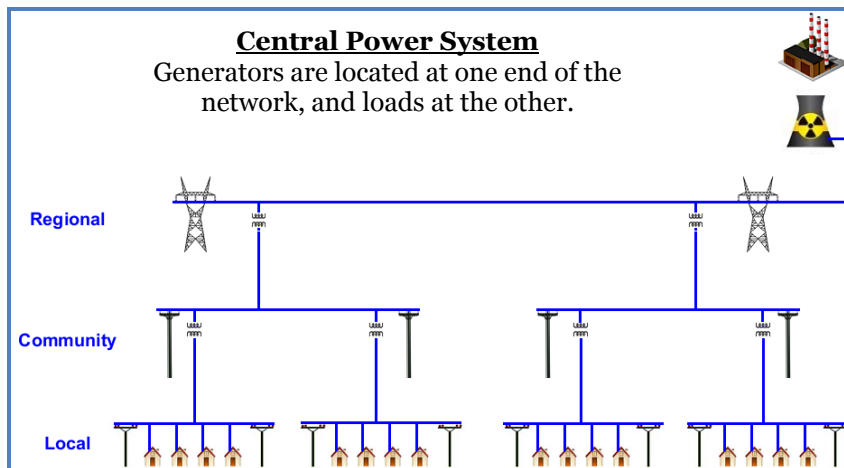 Central Power System
Generators are located at one end of the
network, and loads at the other.
Regional
Community
Local